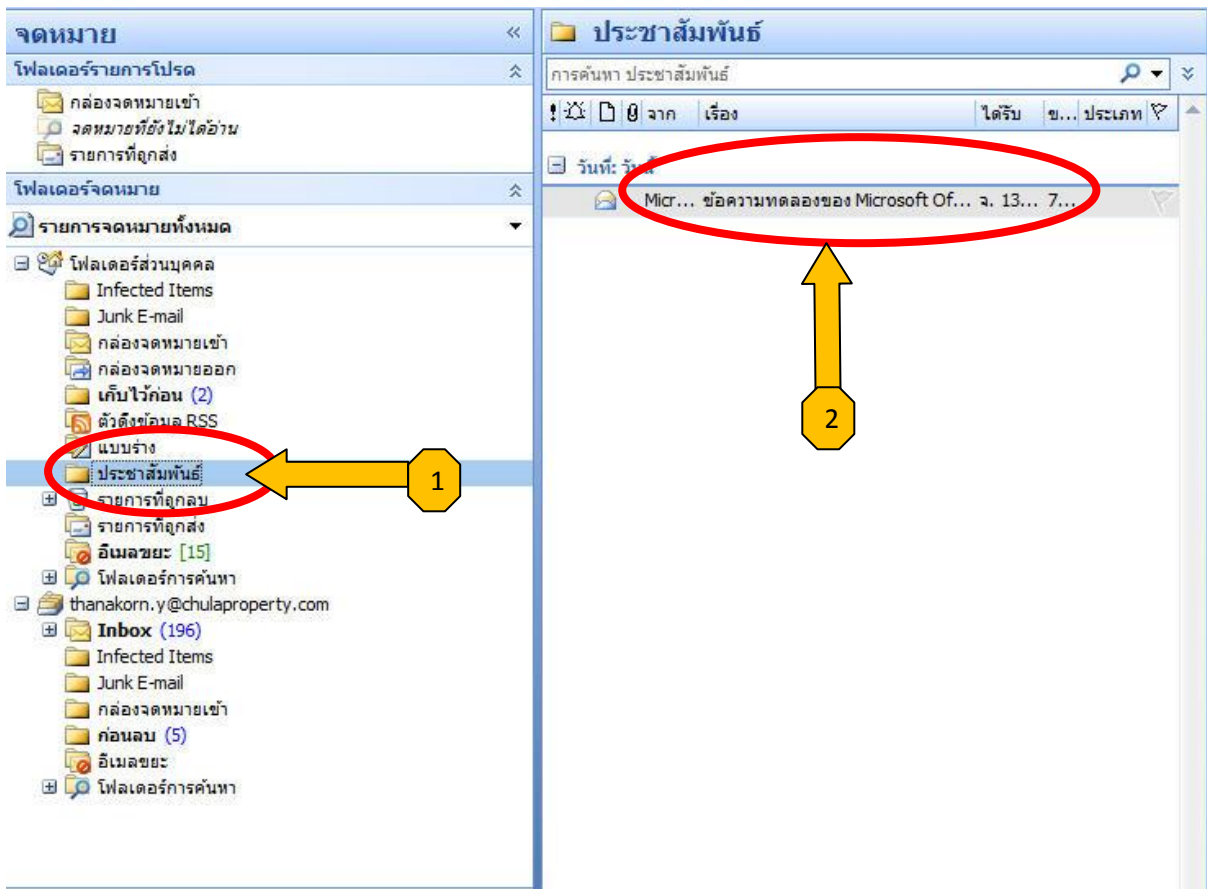 จดหมาย
โฟลเดอร์รายการโปรด
กล่องจดหมายเข้า
จดหมายที่ยังไม่ได้อ่าน
รายการที่ถูกส่ง
โฟลเดอร์จดหมาย
รายการจดหมายทั้งหมด
โฟลเดอร์ส่วนบุคคล
Infected Items
Junk E-mail
กล่องจดหมายเข้า
กล่องจดหมายออก
เก็บไว้ก่อน (2)
ตัวดึงข้อมูล RSS
แบบร่าง
ประชาสัมพันธ์
รายการที่ถูกลบ
รายการที่ถูกส่ง
อีเมลขยะ [15]
โฟลเดอร์การค้นหา
thanakorn.y@chulaproperty.com
Inbox (196)
Infected Items
Junk E-mail
กล่องจดหมายเข้า
ก่อนลบ (5)
อีเมลขยะ
โฟลเดอร์การค้นหา
1
ประชาสัมพันธ์
การค้นหา ประชาสัมพันธ์
จาก เรื่อง ได้รับ ข... ประเภท
วันที่: วันนี้
Micr... ข้อความทดลองของ Microsoft Of... จ. 13... 7...
2